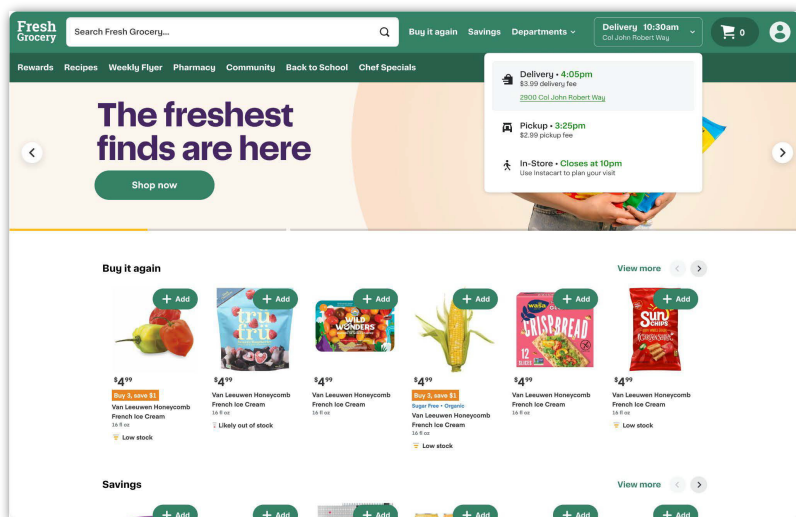 Fresh
Grocery
Search Fresh Grocery...
Buy it again
Savings
Departments
Delivery 10:30am
Col John Robert Way
0
Rewards
Recipes
Weekly Flyer
Pharmacy
Community
Back to School
Chef Specials
Delivery • 4:05pm
$3.99 delivery fee
2900 Col John Robert Way
Pickup • 3:25pm
$2.99 pickup fee
In-Store • Closes at 10pm
Use Instacart to plan your visit
The freshest
finds are here
Shop now
Buy it again
View more
+ Add
+ Add
+ Add
+ Add
+ Add
+ Add
trü
frü
WILD
WONDERS
wasa
CRISPBREAD
12
Sun
CHIPS
$4.99
Buy 3, save $1
Van Leeuwen Honeycomb
French Ice Cream
16 fl oz
Low stock
$4.99
Van Leeuwen Honeycomb
French Ice Cream
16 fl oz
Likely out of stock
$4.99
Van Leeuwen Honeycomb
French Ice Cream
16 fl oz
$4.99
Buy 3, save $1
Sugar Free • Organic
Van Leeuwen Honeycomb
French Ice Cream
16 fl oz
Low stock
$4.99
Van Leeuwen Honeycomb
French Ice Cream
16 fl oz
$4.99
Van Leeuwen Honeycomb
French Ice Cream
16 fl oz
Low stock
Savings
View more
+ Add
+ Add
+ Add
+ Add
+ Add
+ Add